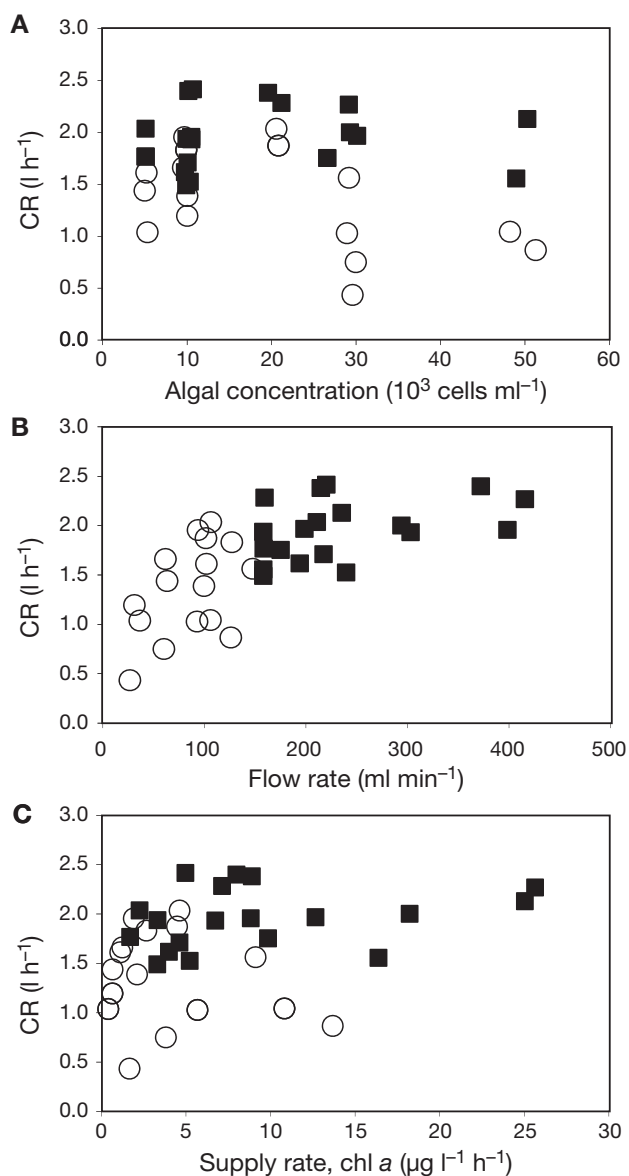 A
3.0
2.5
2.0
1.5
1.0
0.5
0.0
CR (l h⁻¹)
0 10 20 30 40 50 60
Algal concentration (10³ cells ml⁻¹)
B
3.0
2.5
2.0
1.5
1.0
0.5
0.0
CR (l h⁻¹)
0 100 200 300 400 500
Flow rate (ml min⁻¹)
C
3.0
2.5
2.0
1.5
1.0
0.5
0.0
CR (l h⁻¹)
0 5 10 15 20 25 30
Supply rate, chl a (µg l⁻¹ h⁻¹)